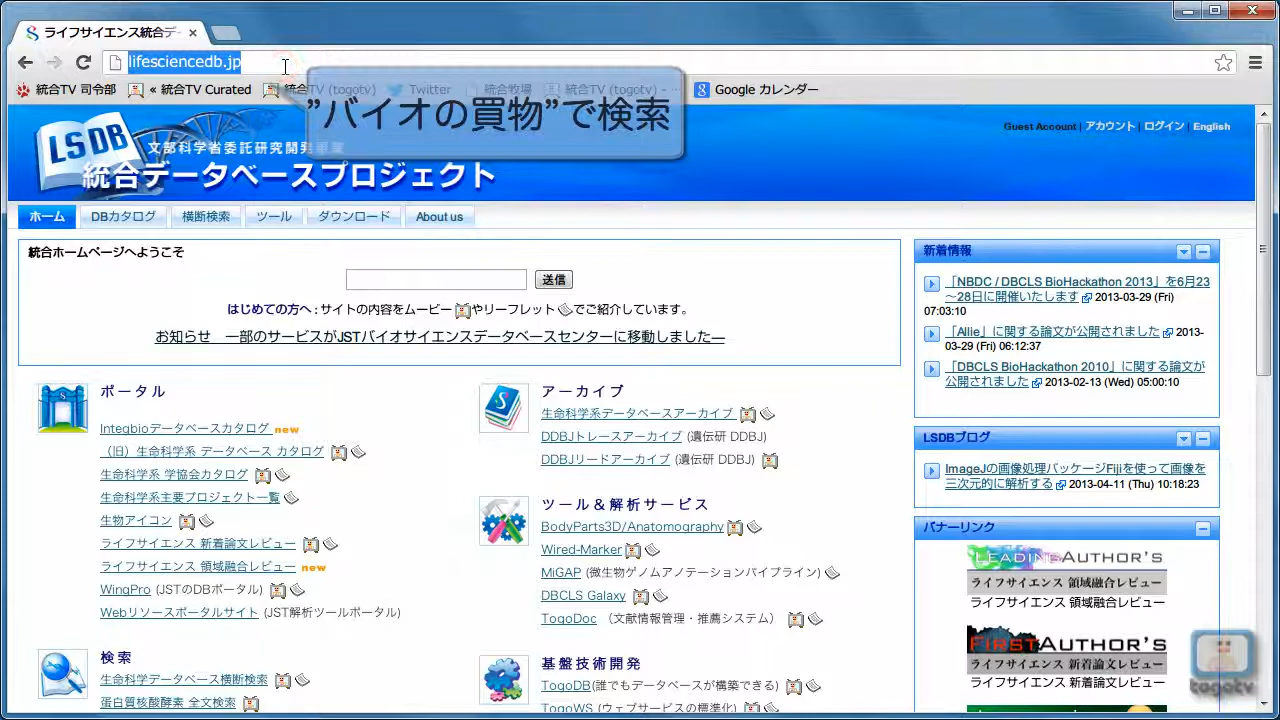 ライフサイエンス統合デー
lifesciencedb.jp
統合TV 司令部 « 統合TV Curated 統合TV (togotv) Twitter 統合牧場 統合TV (togotv) - ··· Google カレンダー
”バイオの買物”で検索
LSDB
文部科学省委託研究開発事業
統合データベースプロジェクト
Guest Account | アカウント | ログイン | English
ホーム DBカタログ 横断検索 ツール ダウンロード About us
統合ホームページへようこそ
送信
はじめての方へ : サイトの内容をムービー やリーフレット でご紹介しています。
お知らせ 一部のサービスがJSTバイオサイエンスデータベースセンターに移動しました―
ポータル
Integbioデータベースカタログ new
（旧）生命科学系 データベース カタログ
生命科学系 学協会カタログ
生命科学系主要プロジェクト一覧
生物アイコン
ライフサイエンス 新着論文レビュー
ライフサイエンス 領域融合レビュー new
WingPro (JSTのDBポータル)
Webリソースポータルサイト (JST解析ツールポータル)
検索
生命科学データベース横断検索
蛋白質核酸酵素 全文検索
アーカイブ
生命科学系データベースアーカイブ
DDBJトレースアーカイブ (遺伝研 DDBJ)
DDBJリードアーカイブ (遺伝研 DDBJ)
ツール＆解析サービス
BodyParts3D/Anatomography
Wired-Marker
MiGAP (微生物ゲノムアノテーションパイプライン)
DBCLS Galaxy
TogoDoc （文献情報管理・推薦システム）
基盤技術開発
TogoDB(誰でもデータベースが構築できる)
TogoWS (ウェブサービスの標準化)
新着情報
「NBDC / DBCLS BioHackathon 2013」を6月23
～28日に開催いたします 2013-03-29 (Fri)
07:03:10
「Allie」に関する論文が公開されました 2013-
03-29 (Fri) 06:12:37
「DBCLS BioHackathon 2010」に関する論文が
公開されました 2013-02-13 (Wed) 05:00:10
LSDBブログ
ImageJの画像処理パッケージFijiを使って画像を
三次元的に解析する 2013-04-11 (Thu) 10:18:23
バナーリンク
LEADING AUTHOR'S
ライフサイエンス 領域融合レビュー
ライフサイエンス 領域融合レビュー
FIRST AUTHOR'S
ライフサイエンス 新着論文レビュー
ライフサイエンス 新着論文レビュー
togotv